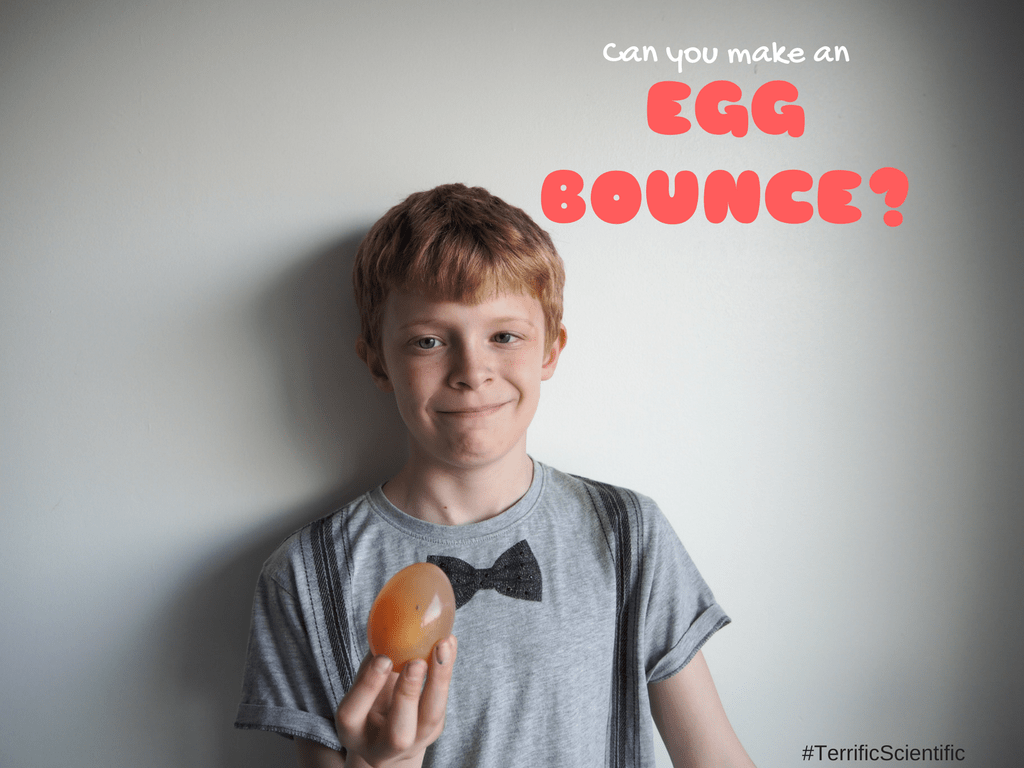 Can you make an
EGG
BOUNCE?
#TerrificScientific